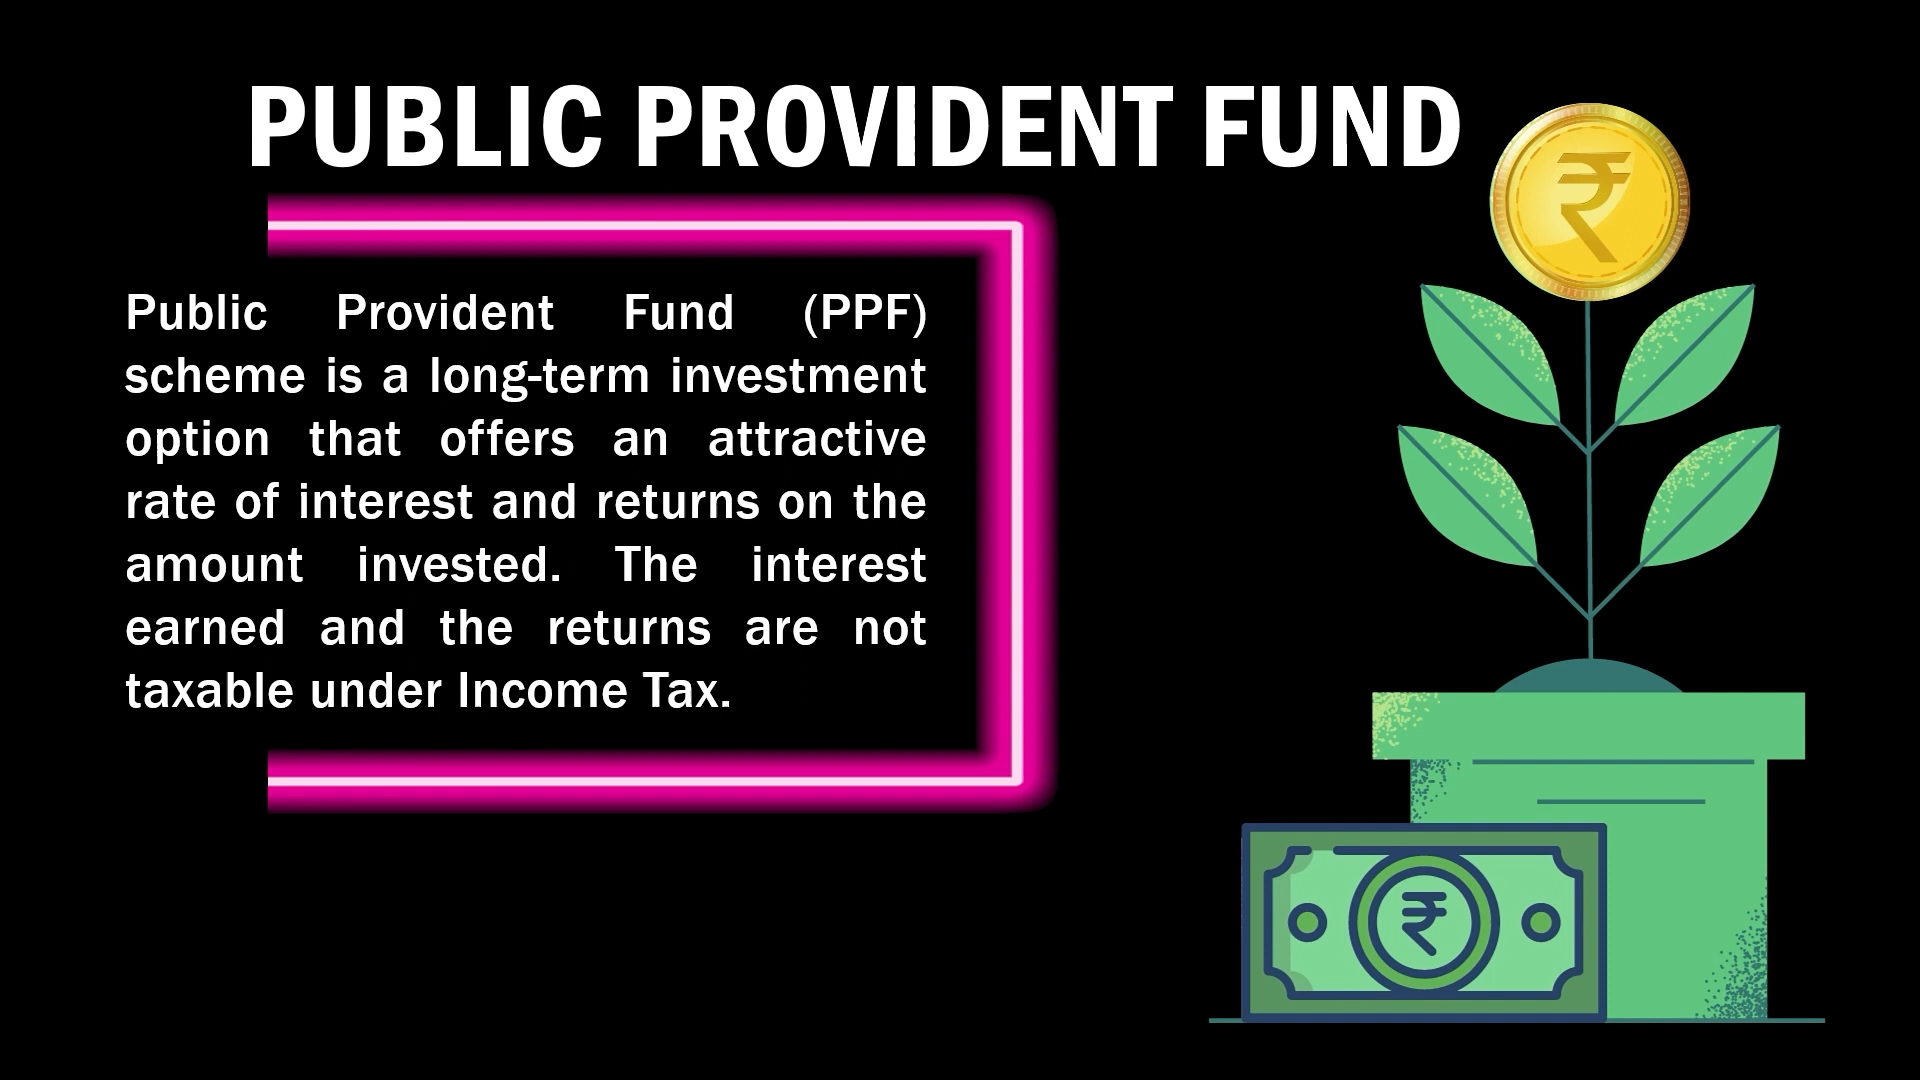 PUBLIC PROVIDENT FUND
Public Provident Fund (PPF)
scheme is a long-term investment
option that offers an attractive
rate of interest and returns on the
amount invested. The interest
earned and the returns are not
taxable under Income Tax.
₹
₹